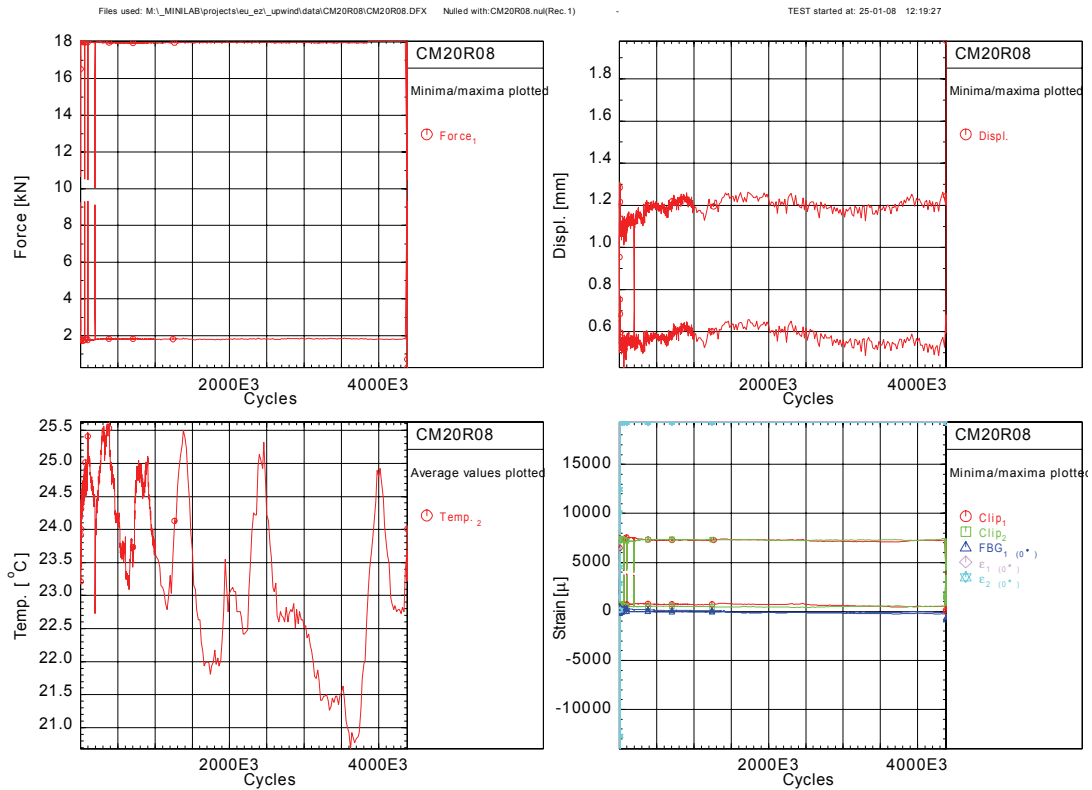 Files used: M:\_MINILAB\projects\eu_ez\_upwind\data\CM20R08\CM20R08.DFX Nulled with:CM20R08.nul(Rec.1) - TEST started at: 25-01-08 12:19:27
CM20R08
Minima/maxima plotted
Force1
Force [kN]
18
16
14
12
10
8
6
4
2
2000E3
4000E3
Cycles
CM20R08
Minima/maxima plotted
Displ.
Displ. [mm]
1.8
1.6
1.4
1.2
1.0
0.8
0.6
2000E3
4000E3
Cycles
CM20R08
Average values plotted
Temp. 2
Temp. [ °C]
25.5
25.0
24.5
24.0
23.5
23.0
22.5
22.0
21.5
21.0
2000E3
4000E3
Cycles
CM20R08
Minima/maxima plotted
Clip1
Clip2
FBG1 (0°)
ε1 (0°)
ε2 (0°)
Strain [µ]
15000
10000
5000
0
-5000
-10000
2000E3
4000E3
Cycles